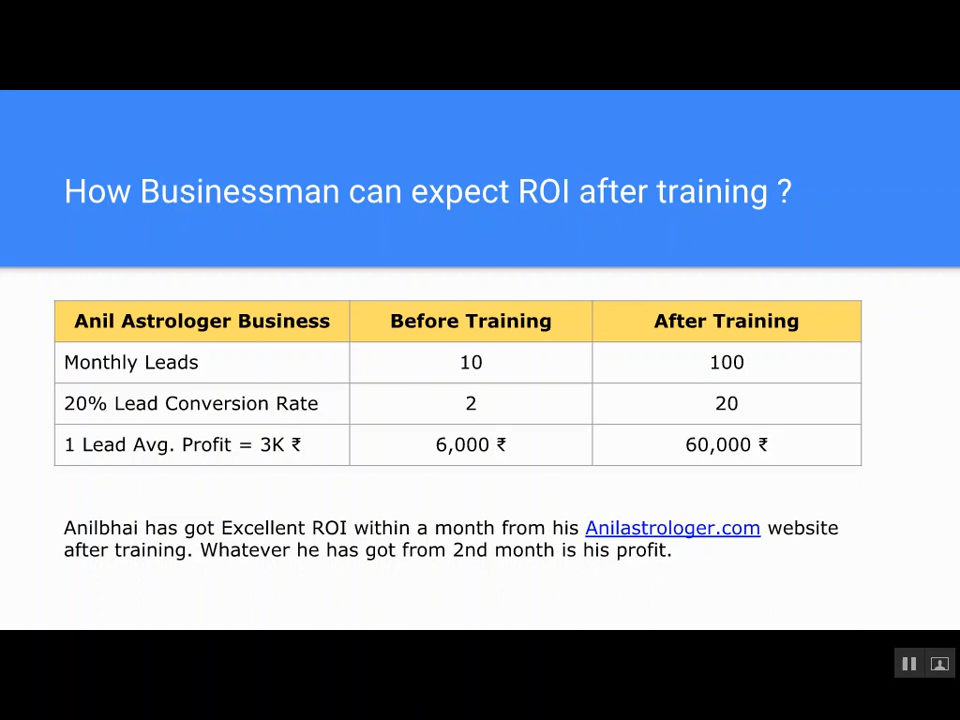 How Businessman can expect ROI after training ?
Anil Astrologer Business Before Training After Training
Monthly Leads 10 100
20% Lead Conversion Rate 2 20
1 Lead Avg. Profit = 3K ₹ 6,000 ₹ 60,000 ₹
Anilbhai has got Excellent ROI within a month from his Anilastrologer.com website
after training. Whatever he has got from 2nd month is his profit.